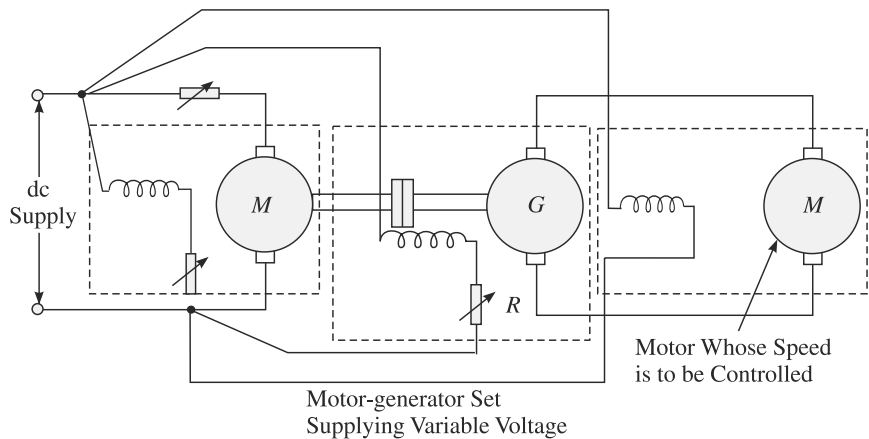 dc
Supply
M
G
M
R
Motor Whose Speed
is to be Controlled
Motor-generator Set
Supplying Variable Voltage